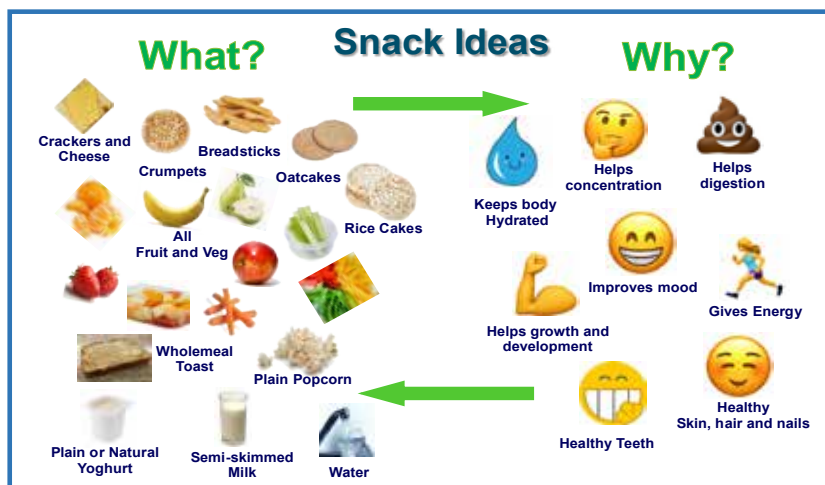 Snack Ideas
What?
Why?
Crackers and
Cheese
Crumpets
Breadsticks
Oatcakes
Rice Cakes
All
Fruit and Veg
Wholemeal
Toast
Plain Popcorn
Plain or Natural
Yoghurt
Semi-skimmed
Milk
Water
Keeps body
Hydrated
Helps
concentration
Helps
digestion
Improves mood
Gives Energy
Helps growth and
development
Healthy Teeth
Healthy
Skin, hair and nails